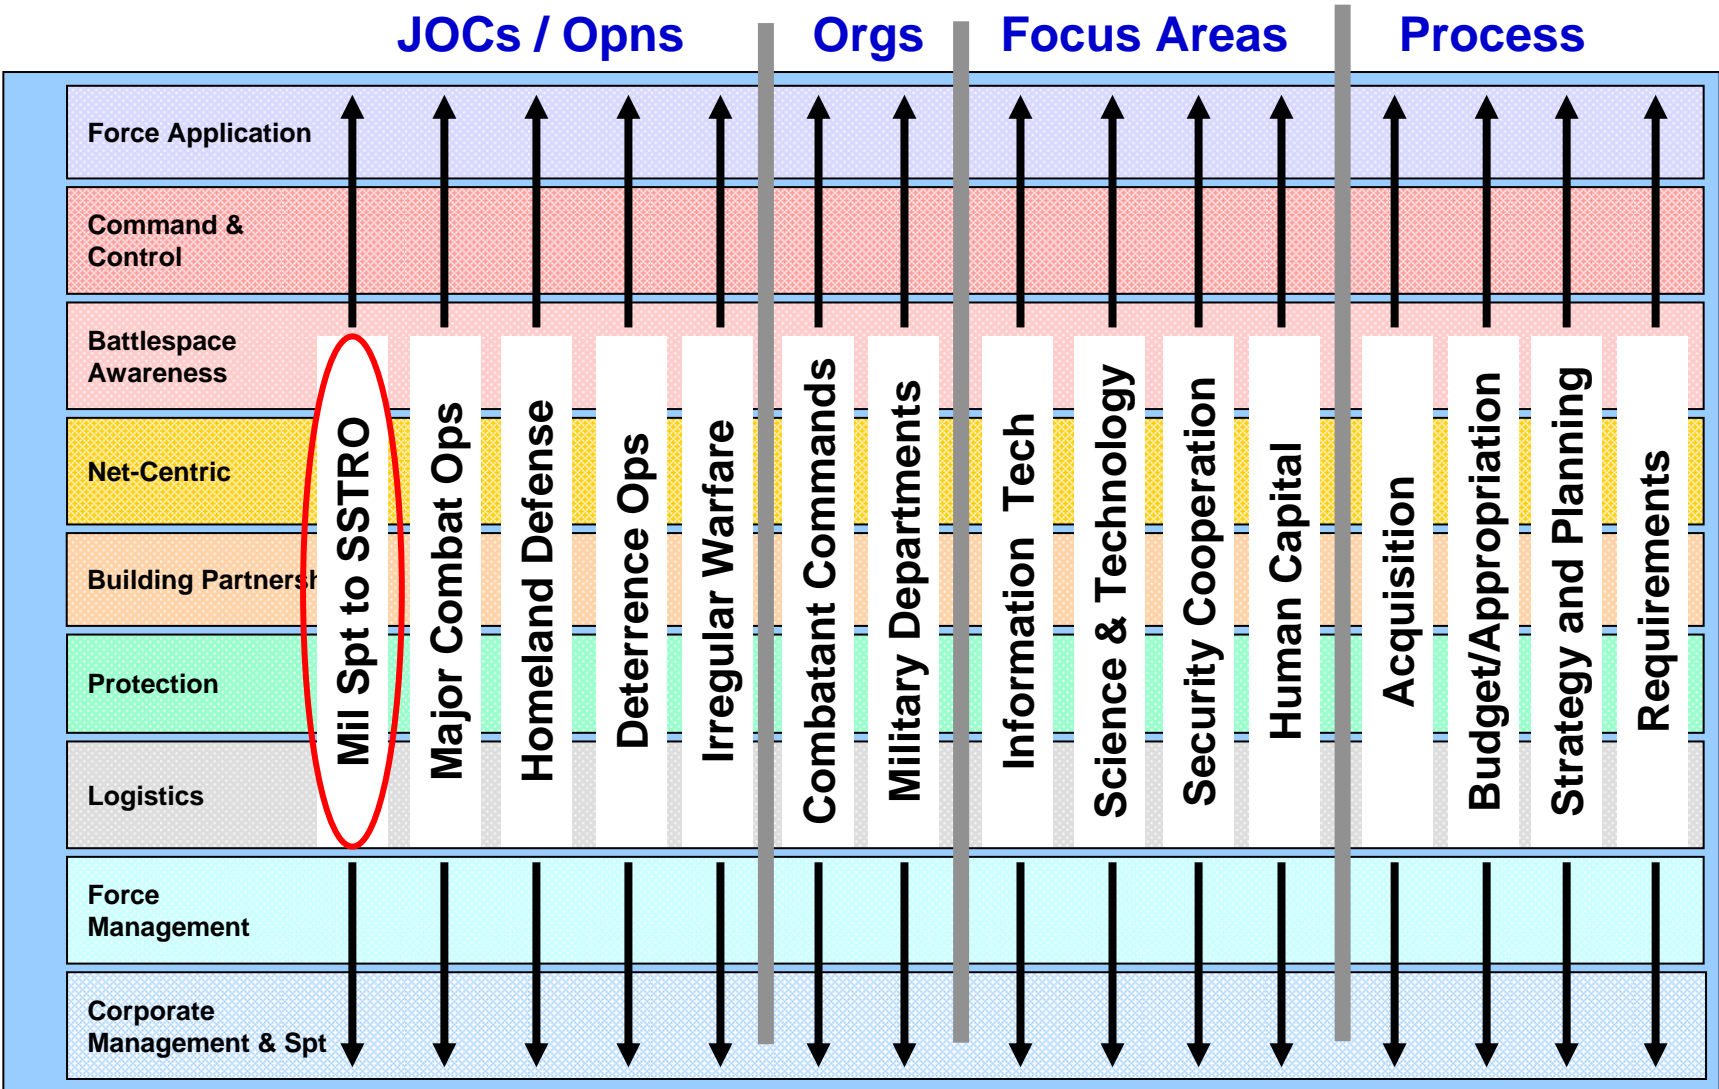 JOCs / Opns
Orgs
Focus Areas
Process
Force Application
Command &
Control
Battlespace
Awareness
Net-Centric
Building Partnersh
Protection
Logistics
Force
Management
Corporate
Management & Spt
Mil Spt to SSTRO
Major Combat Ops
Homeland Defense
Deterrence Ops
Irregular Warfare
Combatant Commands
Military Departments
Information Tech
Science & Technology
Security Cooperation
Human Capital
Acquisition
Budget/Appropriation
Strategy and Planning
Requirements